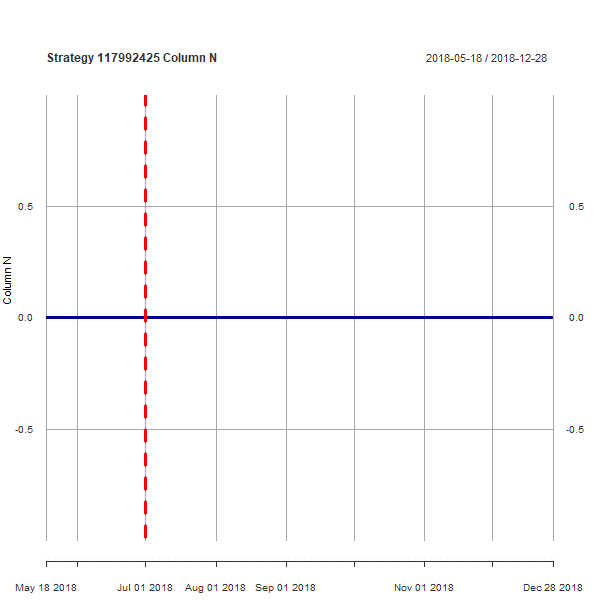 Strategy 117992425 Column N
2018-05-18 / 2018-12-28
0.5
0.5
Column N
0.0
0.0
-0.5
-0.5
May 18 2018
Jul 01 2018
Aug 01 2018
Sep 01 2018
Nov 01 2018
Dec 28 2018